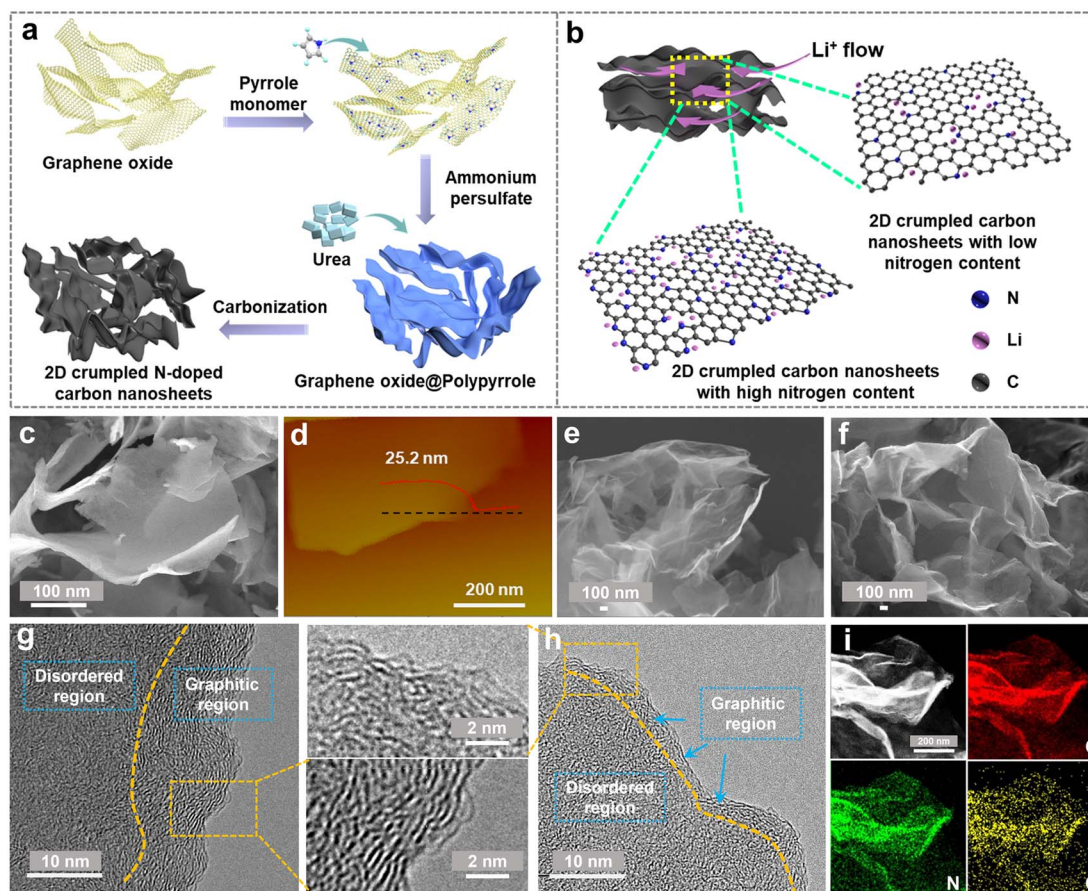 a
Pyrrole
monomer
Graphene oxide
Ammonium
persulfate
Urea
Carbonization
2D crumpled N-doped
carbon nanosheets
Graphene oxide@Polypyrrole
b
Li⁺ flow
2D crumpled carbon
nanosheets with low
nitrogen content
N
Li
C
2D crumpled carbon nanosheets
with high nitrogen content
c
100 nm
d
25.2 nm
200 nm
e
100 nm
f
100 nm
g
Disordered
region
Graphitic
region
10 nm
2 nm
2 nm
h
Graphitic
region
Disordered
region
10 nm
i
200 nm
N